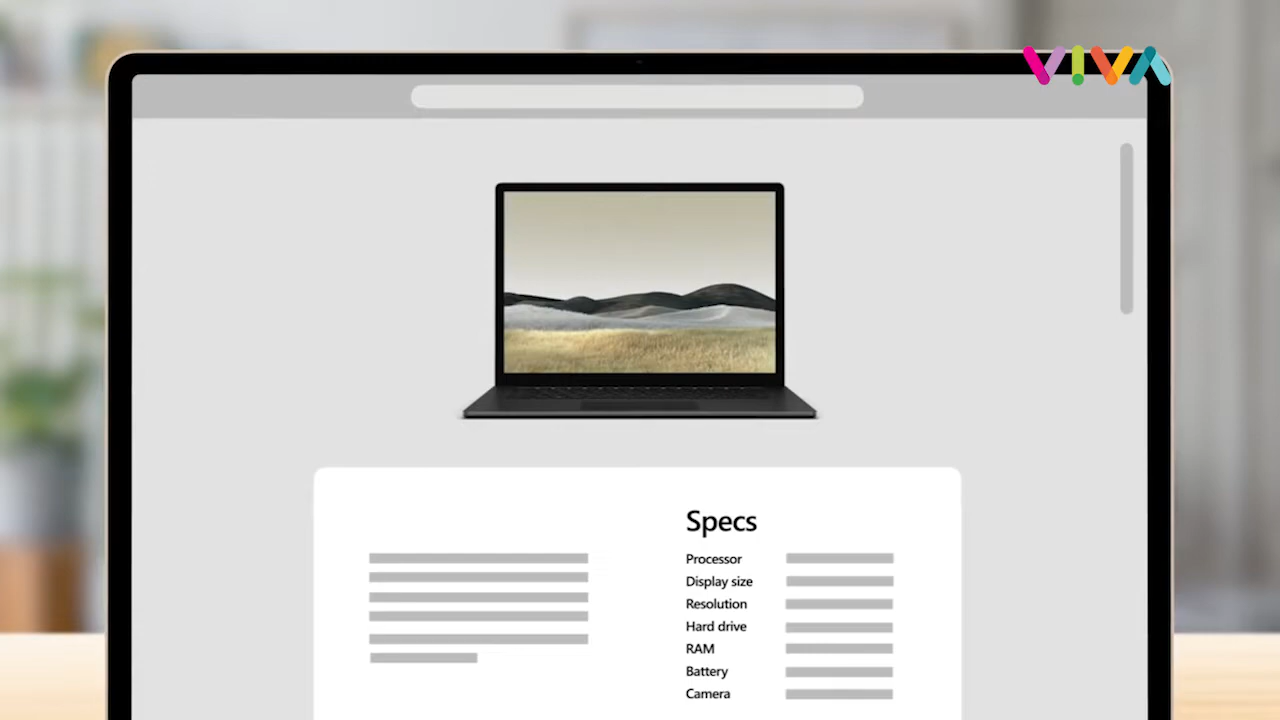 VIVA
Specs
Processor
Display size
Resolution
Hard drive
RAM
Battery
Camera